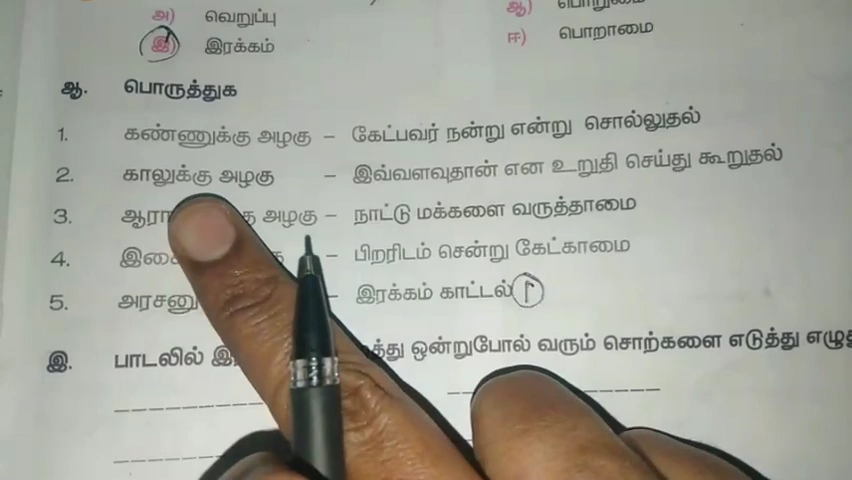 அ) வெறுப்பு ஆ) பொறுமை
இ) இரக்கம் ஈ) பொறாமை
ஆ. பொருத்துக
1. கண்ணுக்கு அழகு – கேட்பவர் நன்று என்று சொல்லுதல்
2. காலுக்கு அழகு – இவ்வளவுதான் என உறுதி செய்து கூறுதல்
3. அழகு – நாட்டு மக்களை வருத்தாமை
4. – பிறரிடம் சென்று கேட்காமை
5. – இரக்கம் காட்டல் 1
இ. பாடலில் ஒன்றுபோல் வரும் சொற்களை எடுத்து